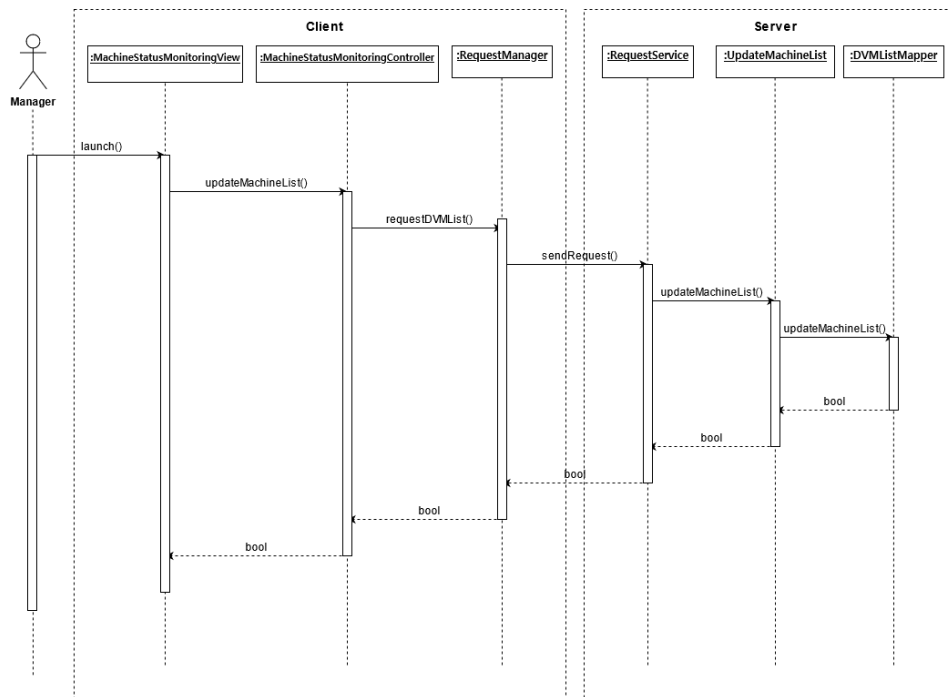 Client
Server
:MachineStatusMonitoringView
:MachineStatusMonitoringController
:RequestManager
:RequestService
:UpdateMachineList
:DVMListMapper
Manager
launch()
updateMachineList()
requestDVMList()
sendRequest()
updateMachineList()
updateMachineList()
bool
bool
bool
bool
bool